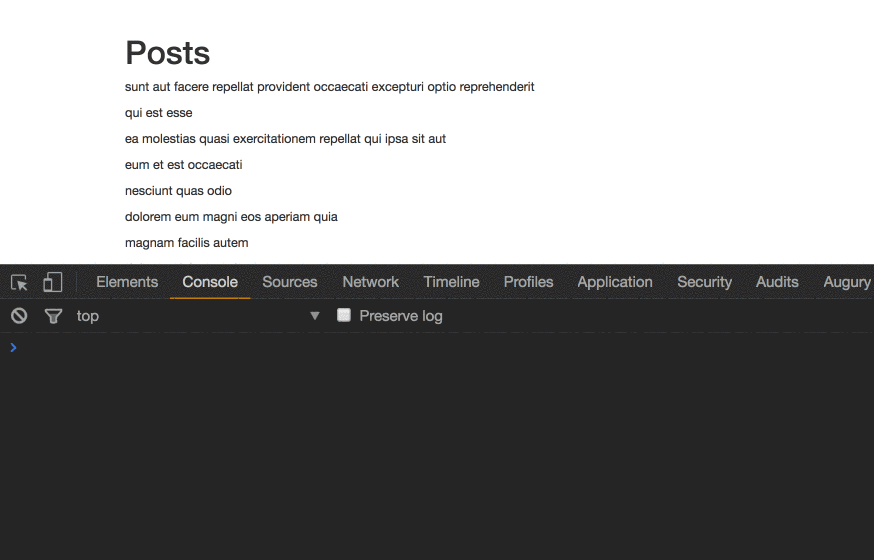 Posts
sunt aut facere repellat provident occaecati excepturi optio reprehenderit
qui est esse
ea molestias quasi exercitationem repellat qui ipsa sit aut
eum et est occaecati
nesciunt quas odio
dolorem eum magni eos aperiam quia
magnam facilis autem
Elements Console Sources Network Timeline Profiles Application Security Audits Augury
top Preserve log